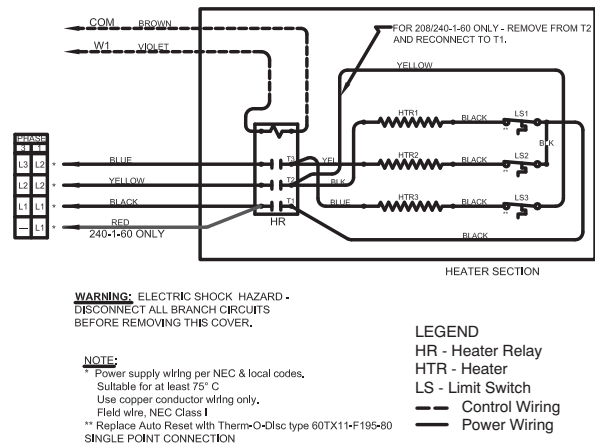 COM BROWN
W1 VIOLET
FOR 208/240-1-60 ONLY - REMOVE FROM T2
AND RECONNECT TO T1.
YELLOW
HTR1 BLACK LS1
**
BLK
PHASE
3 1
L3 L2 * BLUE T3 YEL HTR2 BLACK LS2
**
L2 L2 * YELLOW T2 BLK
L1 L1 * BLACK T1 BLUE HTR3 BLACK LS3
**
— L1 * RED HR
240-1-60 ONLY
BLACK
HEATER SECTION
WARNING: ELECTRIC SHOCK HAZARD -
DISCONNECT ALL BRANCH CIRCUITS
BEFORE REMOVING THIS COVER.
NOTE:
* Power supply wiring per NEC & local codes.
Suitable for at least 75° C
Use copper conductor wiring only.
Field wire, NEC Class I
** Replace Auto Reset with Therm-O-Disc type 60TX11-F195-80
SINGLE POINT CONNECTION
LEGEND
HR - Heater Relay
HTR - Heater
LS - Limit Switch
Control Wiring
Power Wiring